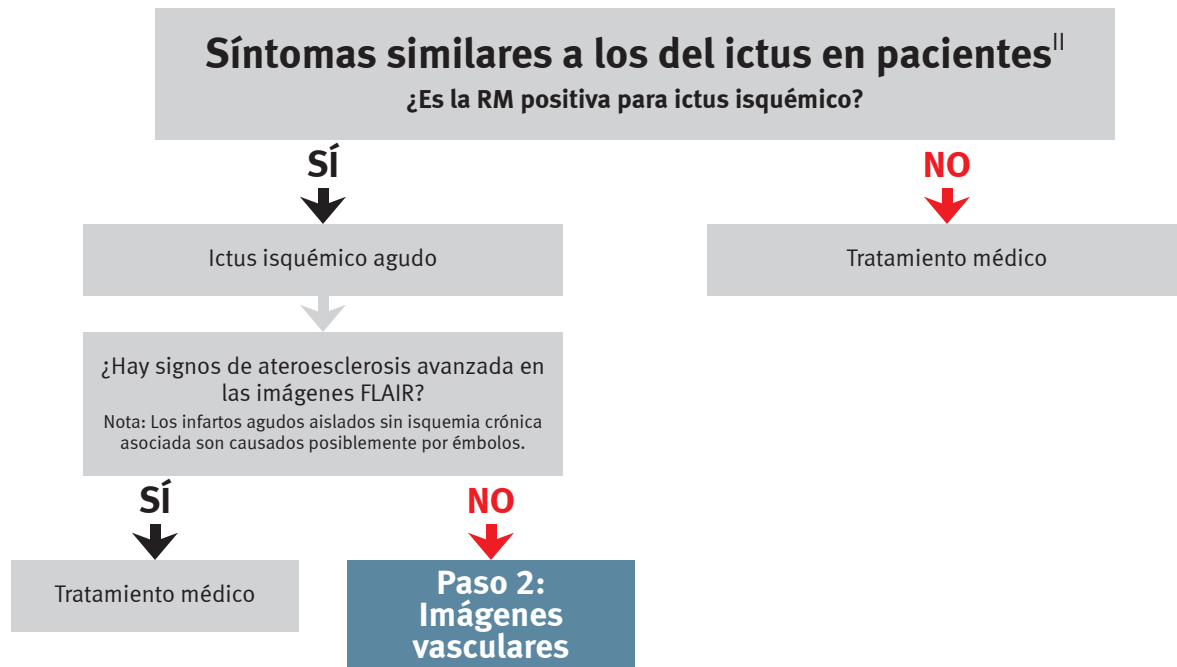 Síntomas similares a los del ictus en pacientes||
¿Es la RM positiva para ictus isquémico?
SÍ
NO
Ictus isquémico agudo
Tratamiento médico
¿Hay signos de ateroesclerosis avanzada en
las imágenes FLAIR?
Nota: Los infartos agudos aislados sin isquemia crónica
asociada son causados posiblemente por émbolos.
SÍ
NO
Tratamiento médico
Paso 2:
Imágenes
vasculares